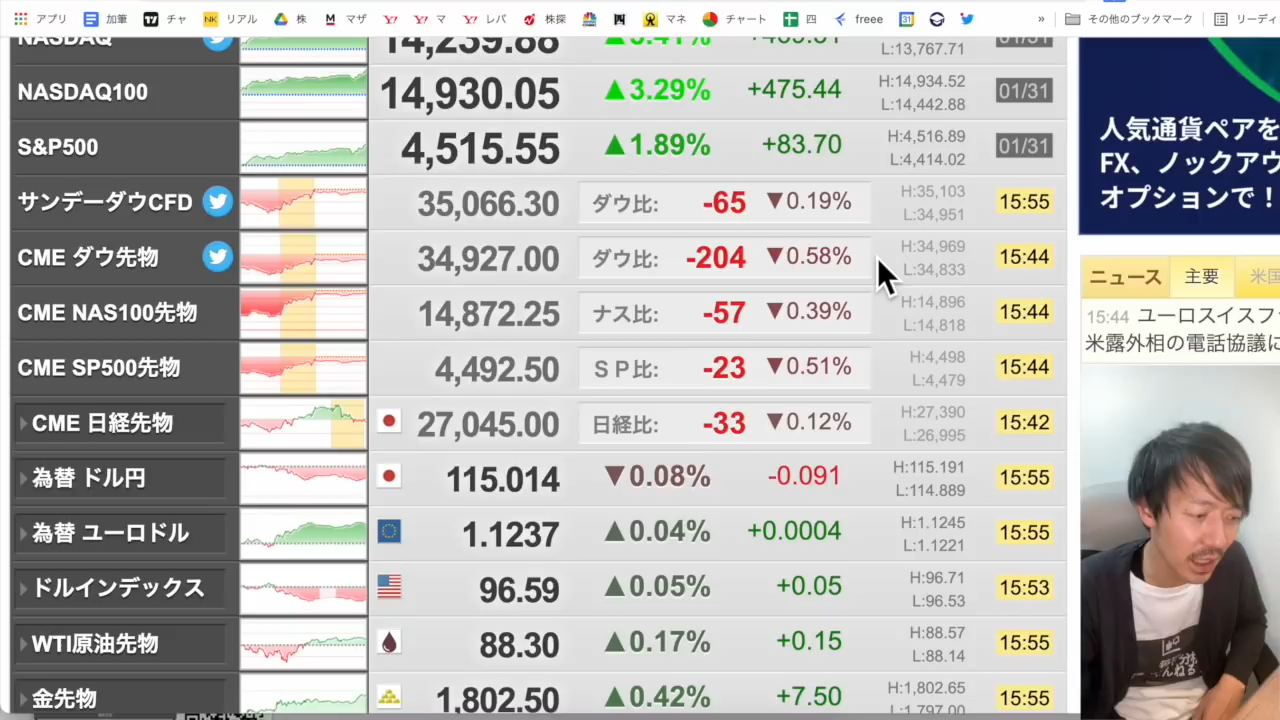 アプリ 加筆 チャ リアル 株 マザ マ レバ 株探 マネ チャート 四 freee 31 » その他のブックマーク リーディ
NASDAQ 14,239.88 ▲3.41% L:13,767.71 01/31
NASDAQ100 14,930.05 ▲3.29% +475.44 H:14,934.52 L:14,442.88 01/31
S&P500 4,515.55 ▲1.89% +83.70 H:4,516.89 L:4,414.02 01/31
サンデーダウCFD 35,066.30 ダウ比: -65 ▼0.19% H:35,103 L:34,951 15:55
CME ダウ先物 34,927.00 ダウ比: -204 ▼0.58% H:34,969 L:34,833 15:44
CME NAS100先物 14,872.25 ナス比: -57 ▼0.39% H:14,896 L:14,818 15:44
CME SP500先物 4,492.50 ＳＰ比: -23 ▼0.51% H:4,498 L:4,479 15:44
CME 日経先物 27,045.00 日経比: -33 ▼0.12% H:27,390 L:26,995 15:42
為替 ドル円 115.014 ▼0.08% -0.091 H:115.191 L:114.889 15:55
為替 ユーロドル 1.1237 ▲0.04% +0.0004 H:1.1245 L:1.1221 15:55
ドルインデックス 96.59 ▲0.05% +0.05 H:96.71 L:96.53 15:53
WTI原油先物 88.30 ▲0.17% +0.15 H:88.57 L:88.14 15:55
金先物 1,802.50 ▲0.42% +7.50 H:1,802.65 L:1,797.00 15:55
人気通貨ペアを
FX、ノックアウ
オプションで！
ニュース 主要 米国
15:44 ユーロスイスフ
米露外相の電話協議に